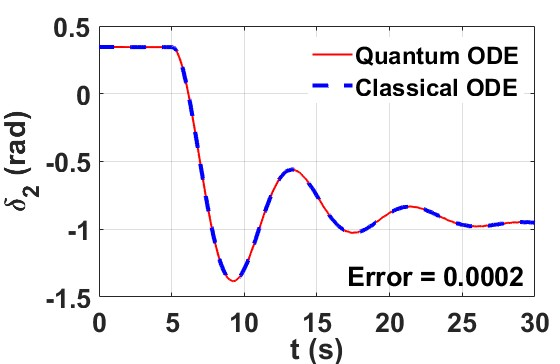 0.5
0
-0.5
-1
-1.5
δ2 (rad)
Quantum ODE
Classical ODE
Error = 0.0002
0 5 10 15 20 25 30
t (s)